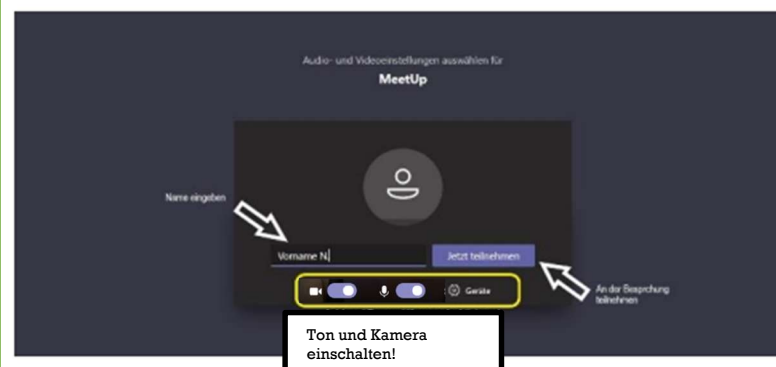 Audio- und Videoeinstellungen auswählen für
MeetUp
Name eingeben
Vorname N.
Jetzt teilnehmen
Geräte
An der Besprchung
teilnehmen
Ton und Kamera
einschalten!